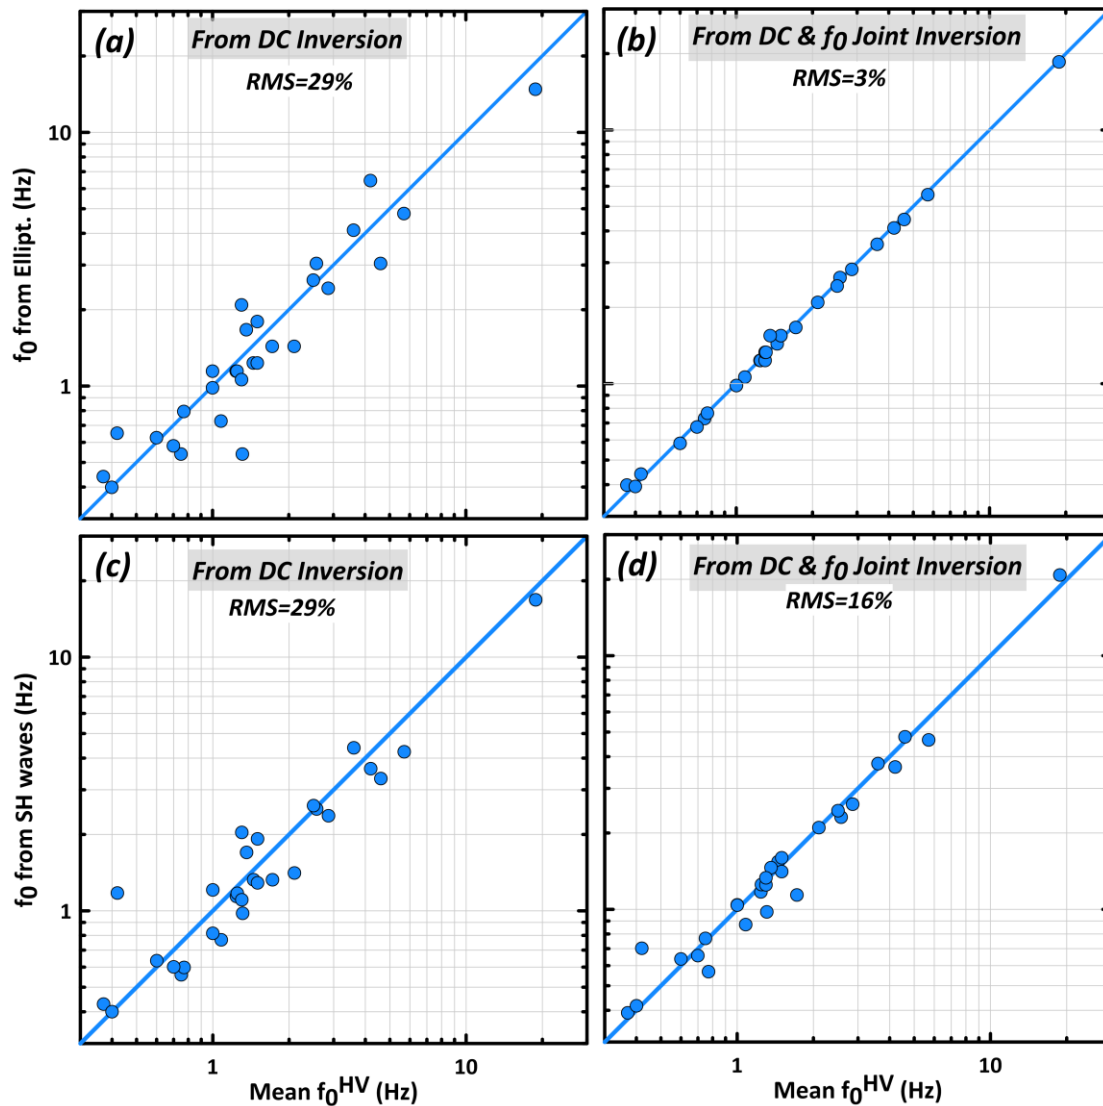 (a)
From DC Inversion
RMS=29%
(b)
From DC & f0 Joint Inversion
RMS=3%
10
1
f0 from Ellipt. (Hz)
(c)
From DC Inversion
RMS=29%
(d)
From DC & f0 Joint Inversion
RMS=16%
10
1
f0 from SH waves (Hz)
1
10
1
10
Mean f0HV (Hz)
Mean f0HV (Hz)